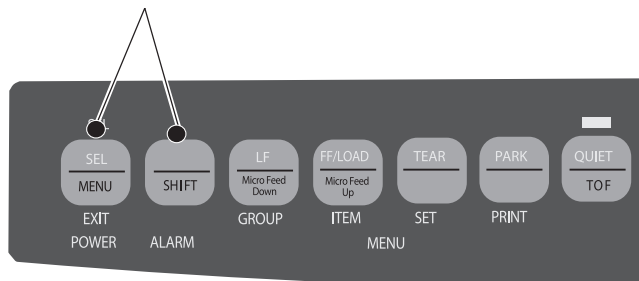 SEL
MENU
SHIFT
LF
Micro Feed
Down
FF/LOAD
Micro Feed
Up
TEAR
PARK
QUIET
TOF
EXIT GROUP ITEM SET PRINT
POWER ALARM MENU